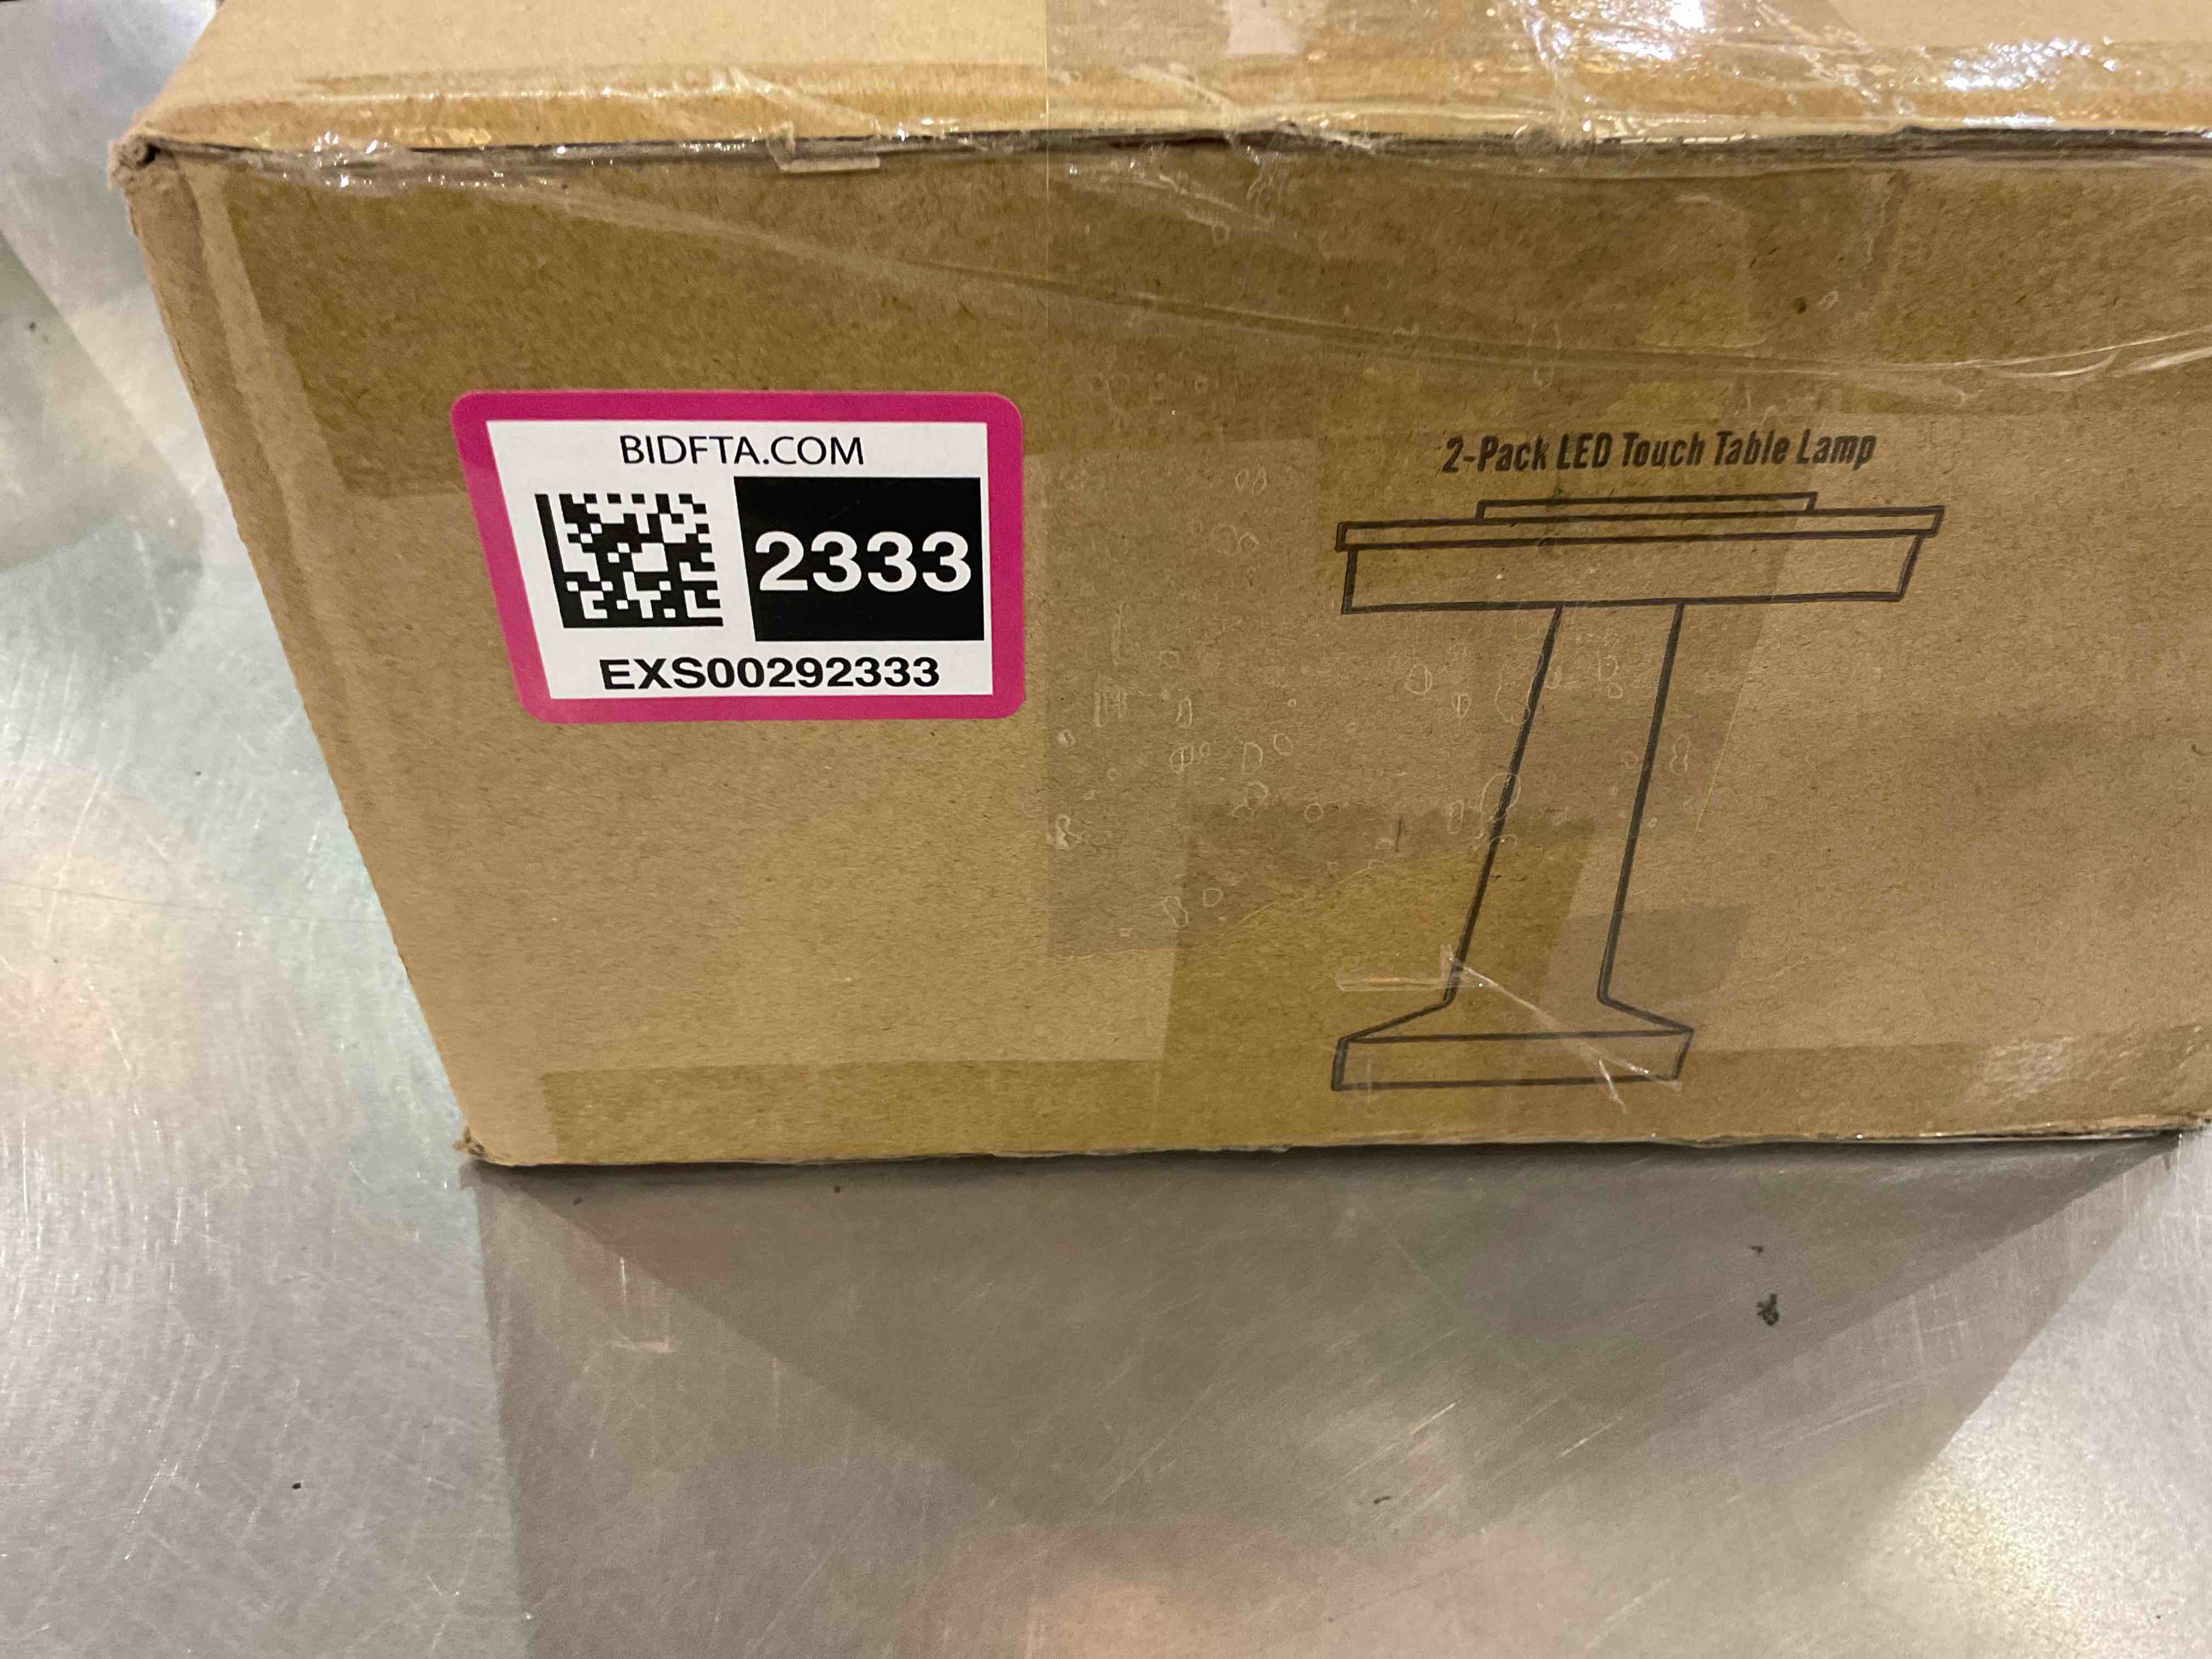 BIDFTA.COM
2333
EXS00292333
2-Pack LED Touch Table Lamp